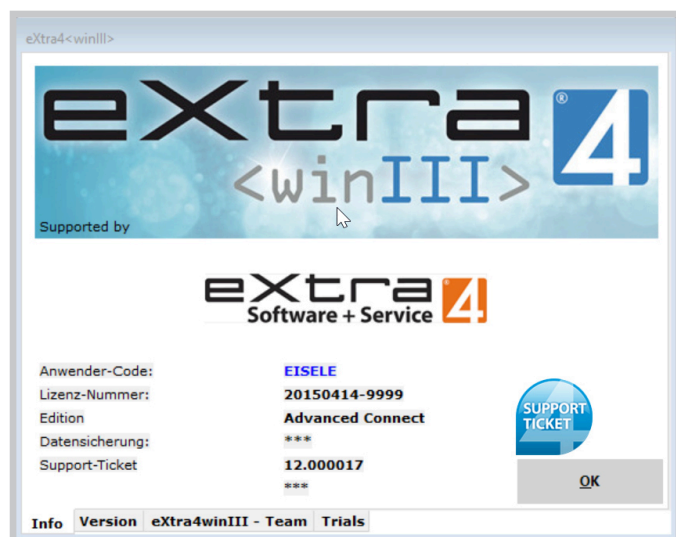 eXtra4<winIII>
eXtra 4 ®
<winIII>
Supported by
eXtra 4
Software + Service
Anwender-Code: EISELE
Lizenz-Nummer: 20150414-9999
Edition Advanced Connect
Datensicherung: ***
Support-Ticket 12.000017
***
SUPPORT
TICKET
4
OK
Info Version eXtra4winIII - Team Trials